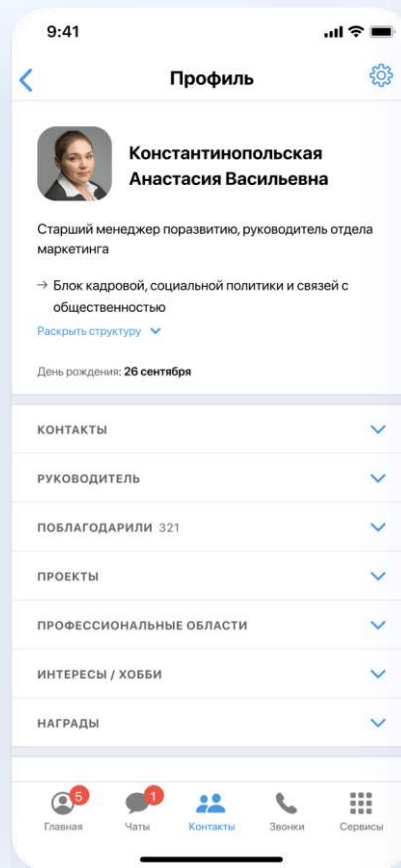 9:41
Профиль
Константинопольская
Анастасия Васильевна
Старший менеджер поразвитию, руководитель отдела
маркетинга
→ Блок кадровой, социальной политики и связей с
общественностью
Раскрыть структуру
День рождения: 26 сентября
КОНТАКТЫ
РУКОВОДИТЕЛЬ
ПОБЛАГОДАРИЛИ 321
ПРОЕКТЫ
ПРОФЕССИОНАЛЬНЫЕ ОБЛАСТИ
ИНТЕРЕСЫ / ХОББИ
НАГРАДЫ
5 1
Главная Чаты Контакты Звонки Сервисы